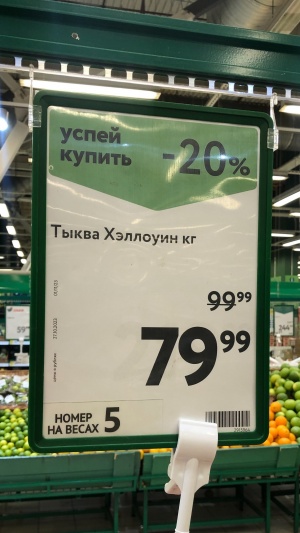 успей
купить
-20%
Тыква Хэллоуин кг
99⁹⁹
79⁹⁹
НОМЕР
НА ВЕСАХ 5